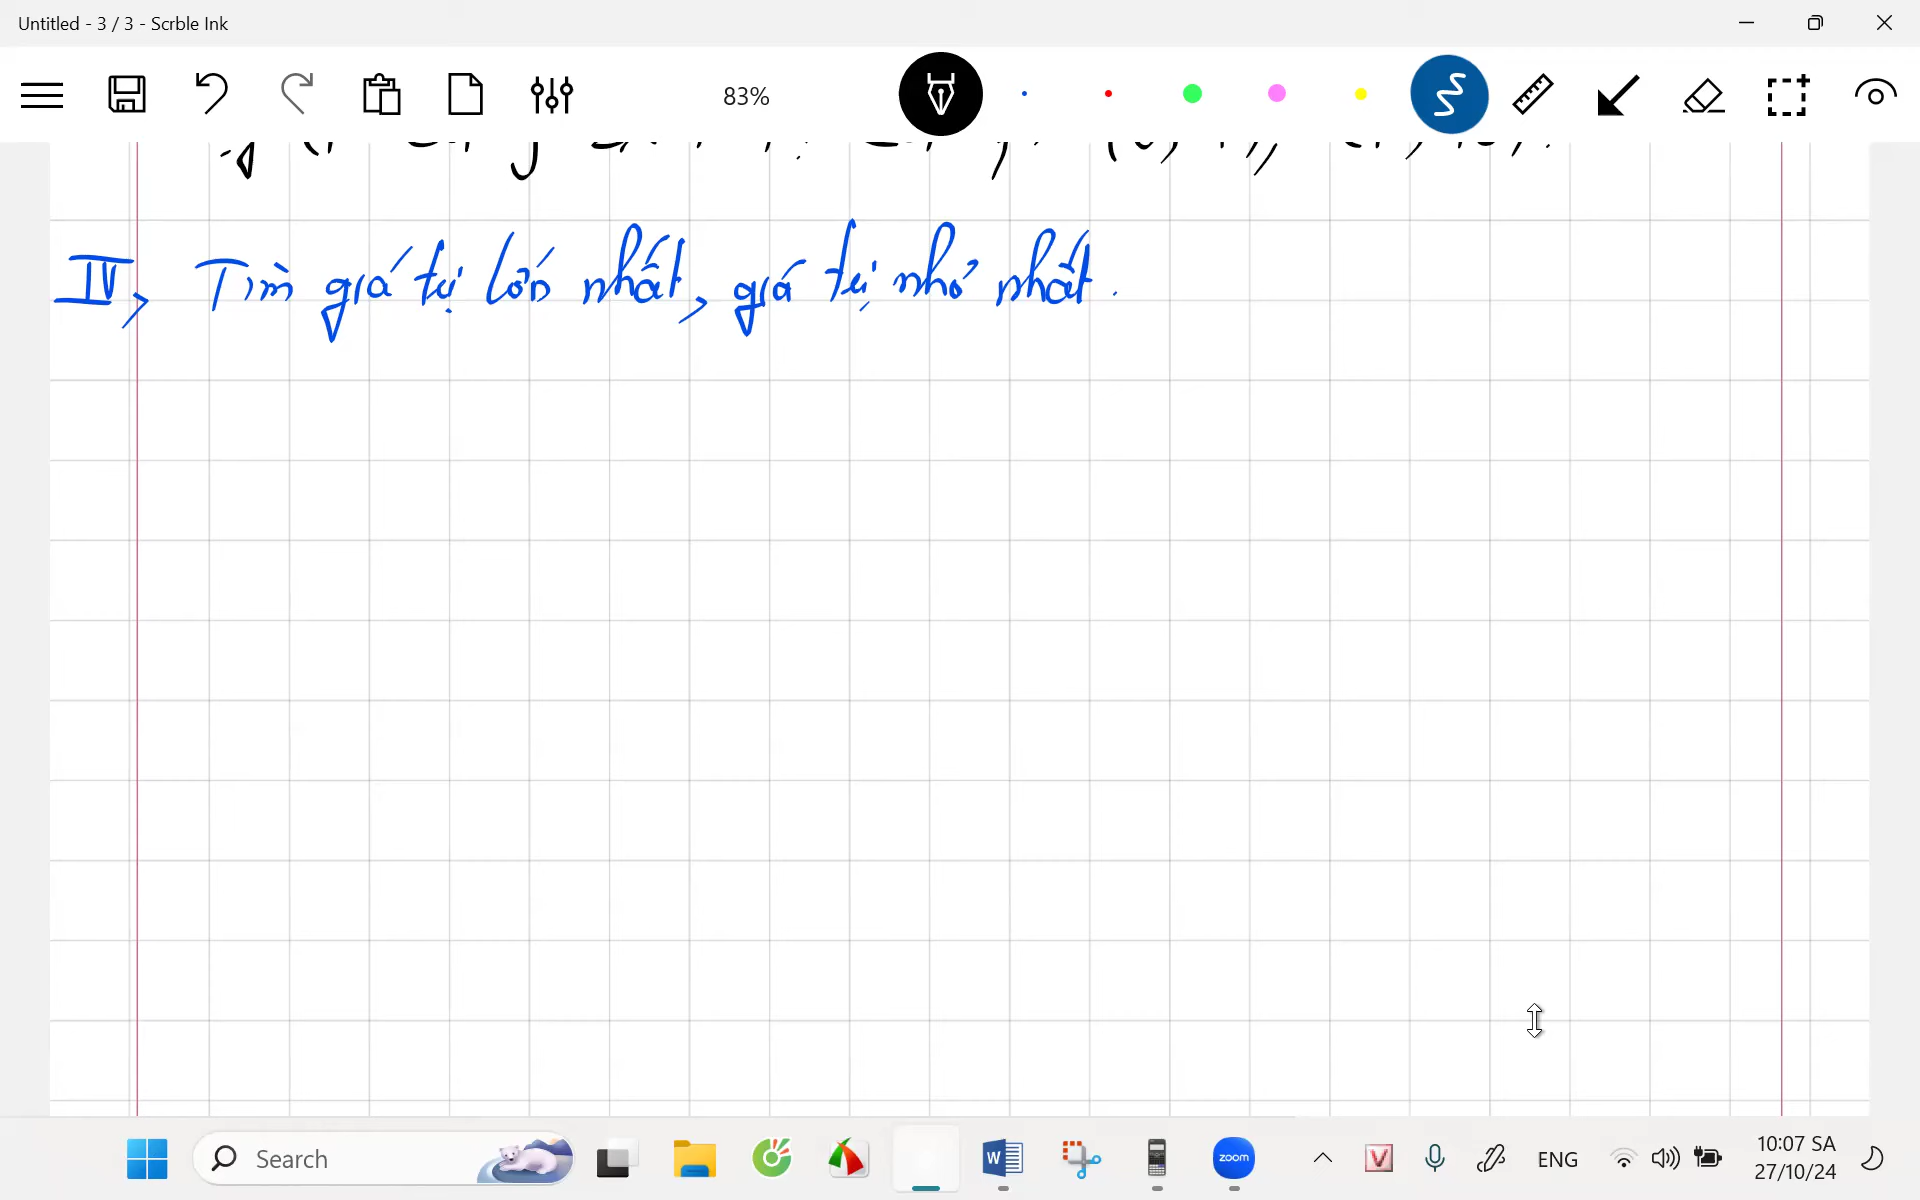 Untitled - 3 / 3 - Scrble Ink
83%
IV, Tìm giá trị lớn nhất, giá trị nhỏ nhất.
Search
zoom
ENG
10:07 SA
27/10/24